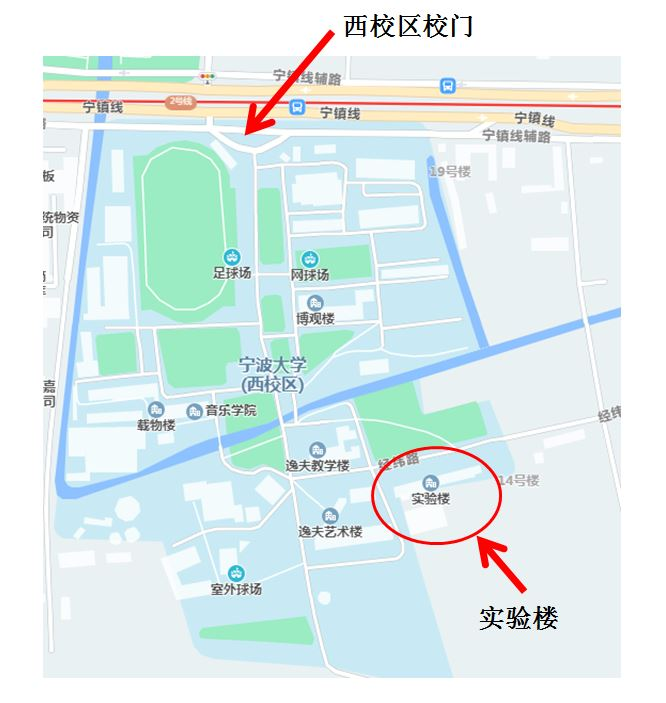 西校区校门
宁镇线辅路
宁镇线
2号线
宁镇线
宁镇线
宁镇线辅路
19号楼
板
统物资
司
足球场
网球场
博观楼
宁波大学
(西校区)
嘉
司
载物楼
音乐学院
经纬
逸夫教学楼
经纬路
实验楼
14号楼
逸夫艺术楼
室外球场
实验楼